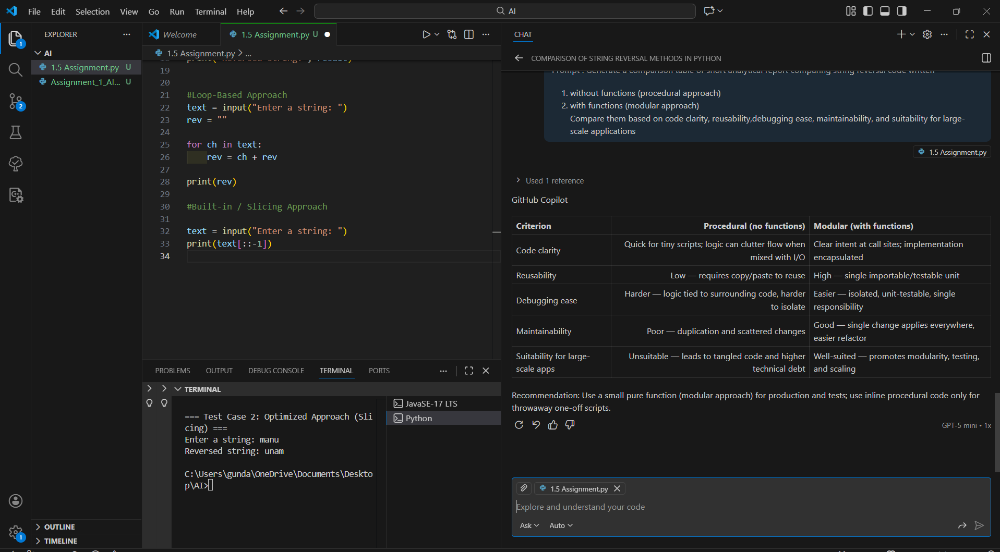 File Edit Selection View Go Run Terminal Help
AI
EXPLORER
AI
1.5 Assignment.py U
Assignment_1_AI... U
OUTLINE
TIMELINE
1
2
1
Welcome
1.5 Assignment.py U
1.5 Assignment.py > ...
print("Reversed string:", result)
19
20
21 #Loop-Based Approach
22 text = input("Enter a string: ")
23 rev = ""
24
25 for ch in text:
26 rev = ch + rev
27
28 print(rev)
29
30 #Built-in / Slicing Approach
31
32 text = input("Enter a string: ")
33 print(text[::-1])
34
PROBLEMS OUTPUT DEBUG CONSOLE TERMINAL PORTS
TERMINAL
=== Test Case 2: Optimized Approach (Sli
cing) ===
Enter a string: manu
Reversed string: unam
C:\Users\gunda\OneDrive\Documents\Deskto
p\AI>
JavaSE-17 LTS
Python
CHAT
COMPARISON OF STRING REVERSAL METHODS IN PYTHON
Prompt : Generate a comparison table or short analytical report comparing string reversal code written
1. without functions (procedural approach)
2. with functions (modular approach)
Compare them based on code clarity, reusability,debugging ease, maintainability, and suitability for large-
scale applications
1.5 Assignment.py
Used 1 reference
GitHub Copilot
Criterion Procedural (no functions) Modular (with functions)
Code clarity
Quick for tiny scripts; logic can clutter flow when
mixed with I/O
Clear intent at call sites; implementation
encapsulated
Reusability Low — requires copy/paste to reuse High — single importable/testable unit
Debugging ease
Harder — logic tied to surrounding code, harder
to isolate
Easier — isolated, unit-testable, single
responsibility
Maintainability
Poor — duplication and scattered changes
Good — single change applies everywhere,
easier refactor
Suitability for large-
scale apps
Unsuitable — leads to tangled code and higher
technical debt
Well-suited — promotes modularity, testing,
and scaling
Recommendation: Use a small pure function (modular approach) for production and tests; use inline procedural code only for
throwaway one-off scripts.
GPT-5 mini • 1x
1.5 Assignment.py
Explore and understand your code
Ask Auto